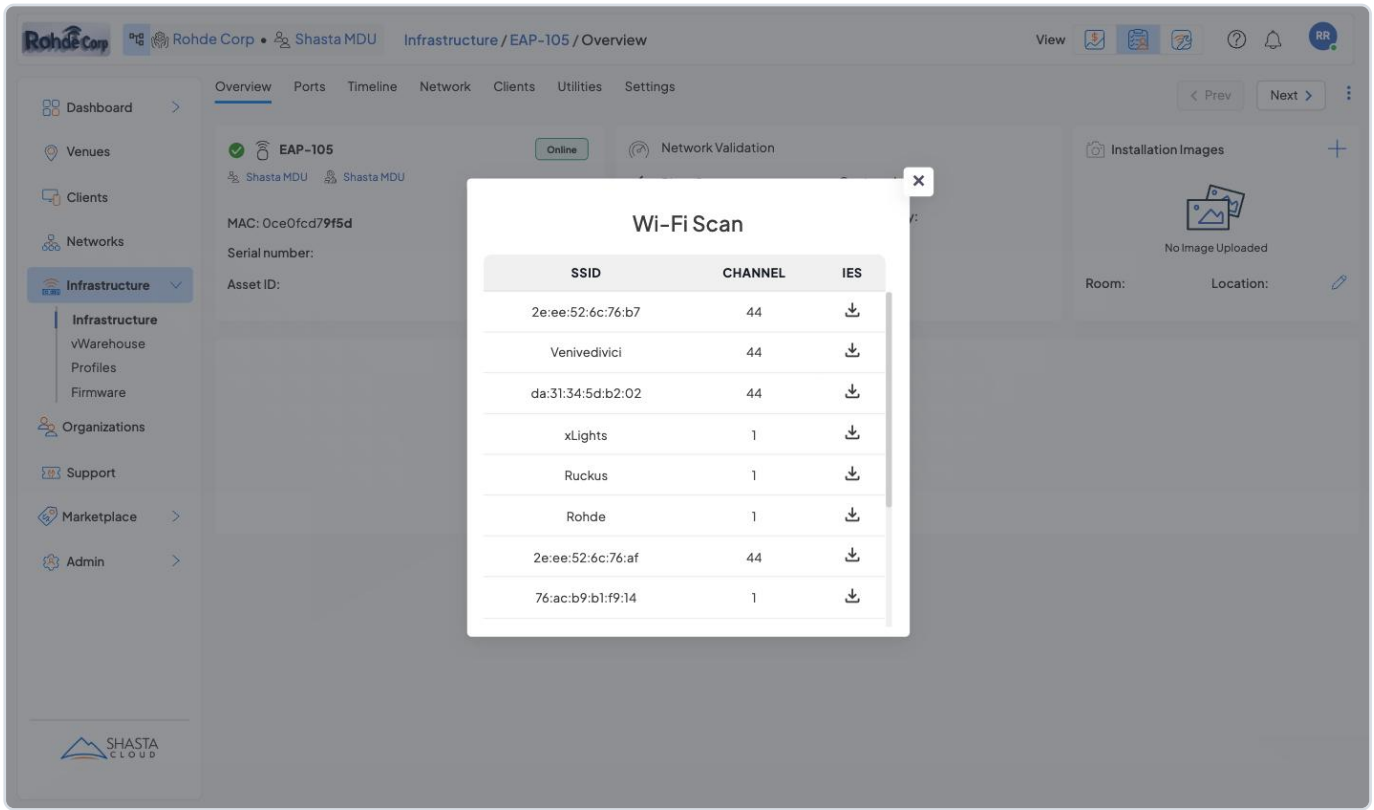 Rohde Corp Rohde Corp • Shasta MDU Infrastructure / EAP-105 / Overview View RR
Overview Ports Timeline Network Clients Utilities Settings < Prev Next >
Dashboard
Venues
Clients
Networks
Infrastructure
Infrastructure
vWarehouse
Profiles
Firmware
Organizations
Support
Marketplace
Admin
SHASTA
CLOUD
EAP-105 Online
Shasta MDU Shasta MDU
MAC: 0ce0fcd79f5d
Serial number:
Asset ID:
Network Validation
Installation Images
No Image Uploaded
Room: Location:
Wi-Fi Scan
SSID CHANNEL IES
2e:ee:52:6c:76:b7 44
Venivedivici 44
da:31:34:5d:b2:02 44
xLights 1
Ruckus 1
Rohde 1
2e:ee:52:6c:76:af 44
76:ac:b9:b1:f9:14 1